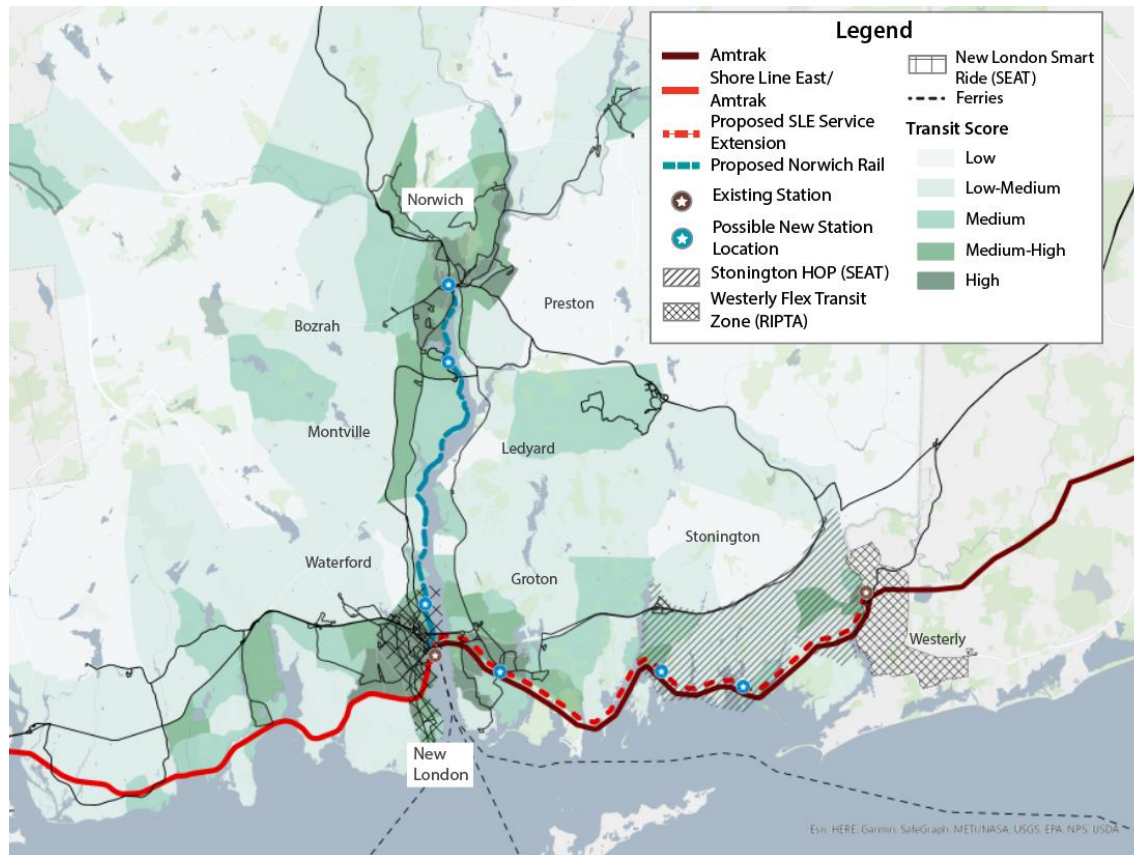 Legend
Amtrak
Shore Line East/
Amtrak
Proposed SLE Service
Extension
Proposed Norwich Rail
Existing Station
Possible New Station
Location
Stonington HOP (SEAT)
Westerly Flex Transit
Zone (RIPTA)
New London Smart
Ride (SEAT)
Ferries
Transit Score
Low
Low-Medium
Medium
Medium-High
High
Norwich
Preston
Bozrah
Montville
Ledyard
Stonington
Waterford
Groton
Westerly
New
London
Esri, HERE, Garmin, SafeGraph, METI/NASA, USGS, EPA, NPS, USDA